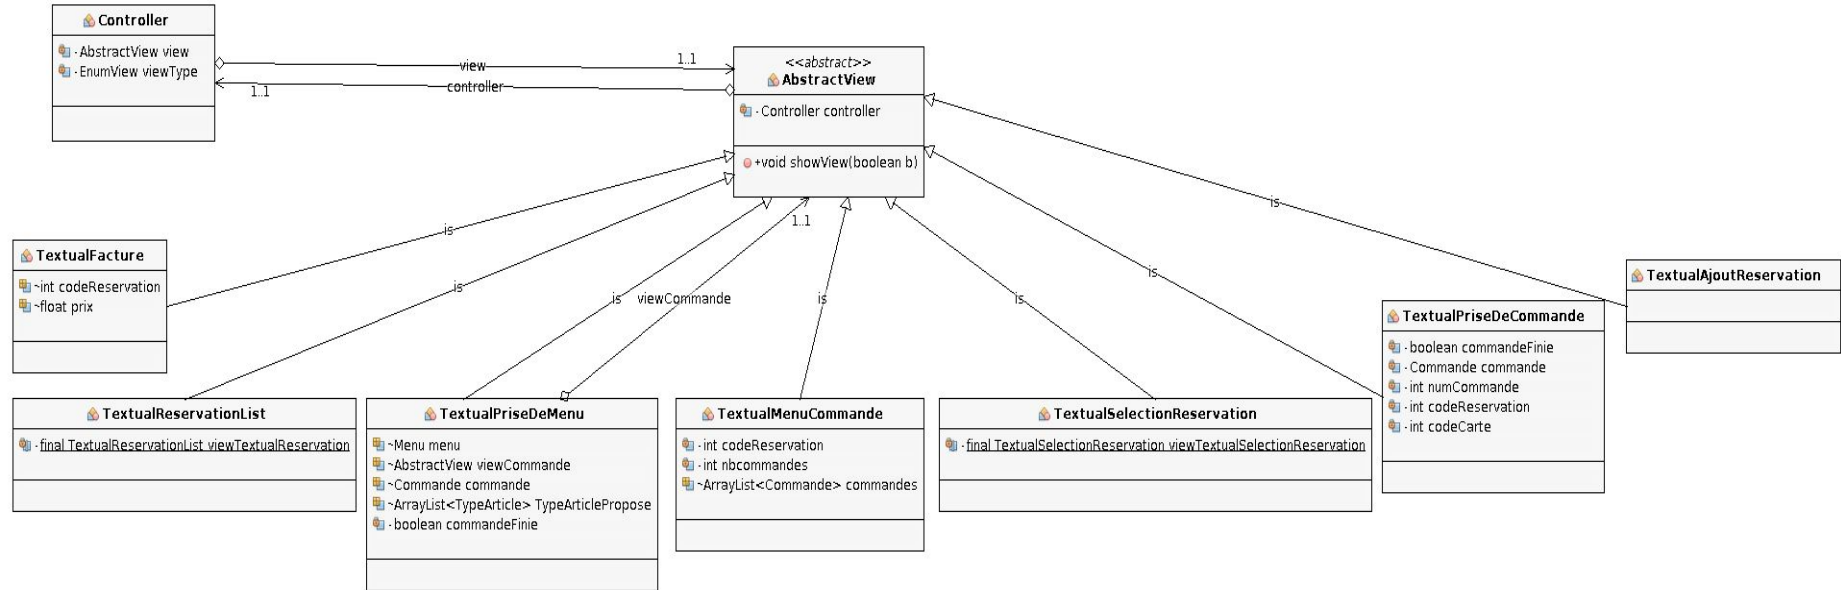 Controller
- AbstractView view
- EnumView viewType
view
1..1
controller
1..1
<<abstract>>
AbstractView
- Controller controller
+void showView(boolean b)
is
is
is
viewCommande
1..1
is
is
is
is
TextualFacture
~int codeReservation
~float prix
TextualReservationList
- final TextualReservationList viewTextualReservation
TextualPriseDeMenu
~Menu menu
~AbstractView viewCommande
~Commande commande
~ArrayList<TypeArticle> TypeArticlePropose
- boolean commandeFinie
TextualMenuCommande
- int codeReservation
- int nbcommandes
~ArrayList<Commande> commandes
TextualSelectionReservation
- final TextualSelectionReservation viewTextualSelectionReservation
TextualPriseDeCommande
- boolean commandeFinie
- Commande commande
- int numCommande
- int codeReservation
- int codeCarte
TextualAjoutReservation